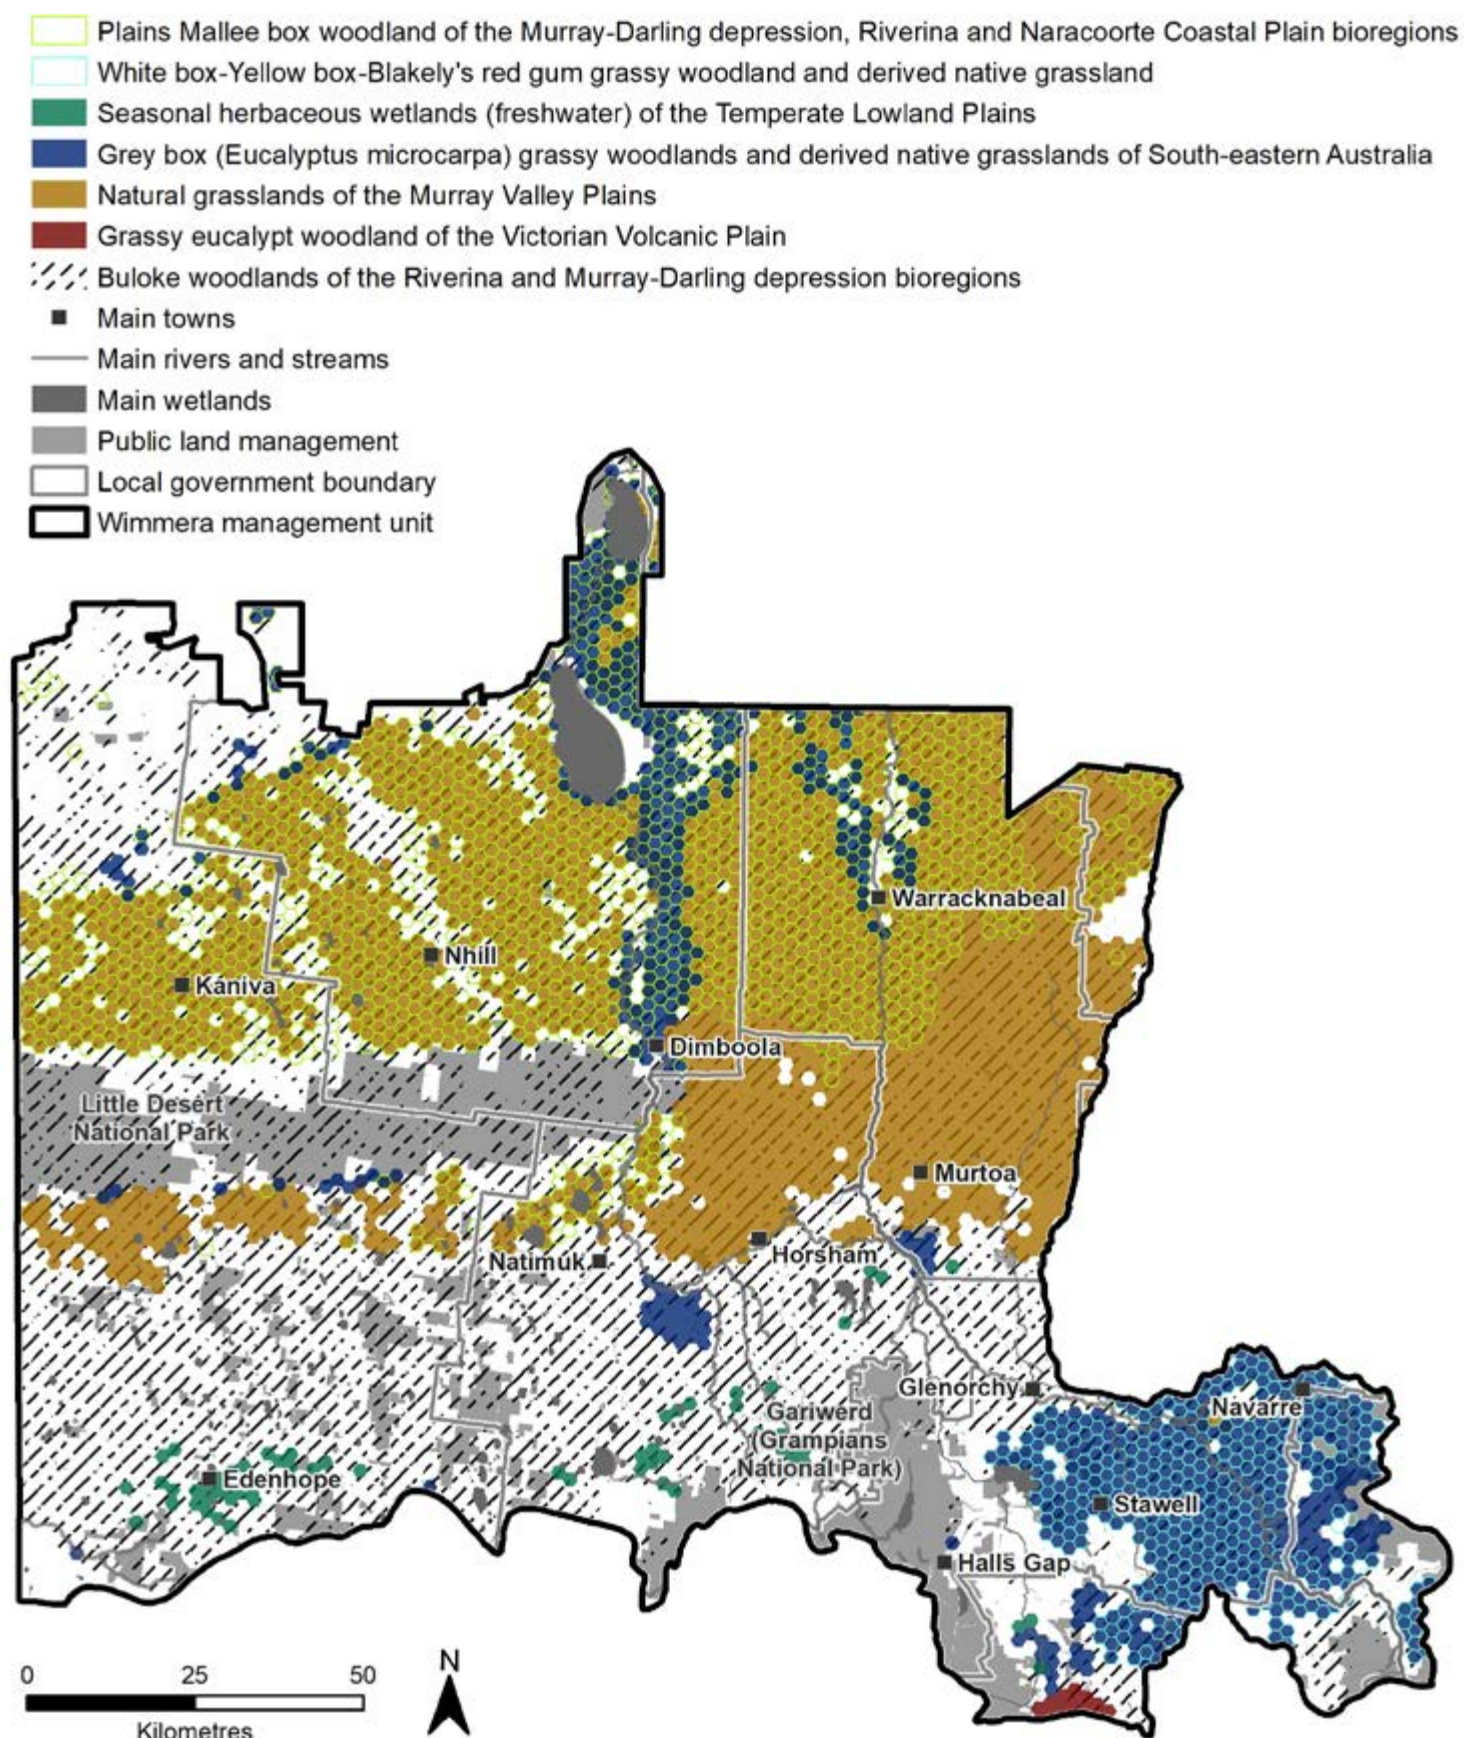 Plains Mallee box woodland of the Murray-Darling depression, Riverina and Naracoorte Coastal Plain bioregions
White box-Yellow box-Blakely's red gum grassy woodland and derived native grassland
Seasonal herbaceous wetlands (freshwater) of the Temperate Lowland Plains
Grey box (Eucalyptus microcarpa) grassy woodlands and derived native grasslands of South-eastern Australia
Natural grasslands of the Murray Valley Plains
Grassy eucalypt woodland of the Victorian Volcanic Plain
Buloke woodlands of the Riverina and Murray-Darling depression bioregions
Main towns
Main rivers and streams
Main wetlands
Public land management
Local government boundary
Wimmera management unit
Warracknabeal
Nhill
Kaniva
Dimboola
Little Desert
National Park
Murtoa
Natimuk
Horsham
Glenorchy
Navarre
Gariwerd
(Grampians
National Park)
Edenhope
Stawell
Halls Gap
0 25 50
Kilometres
N